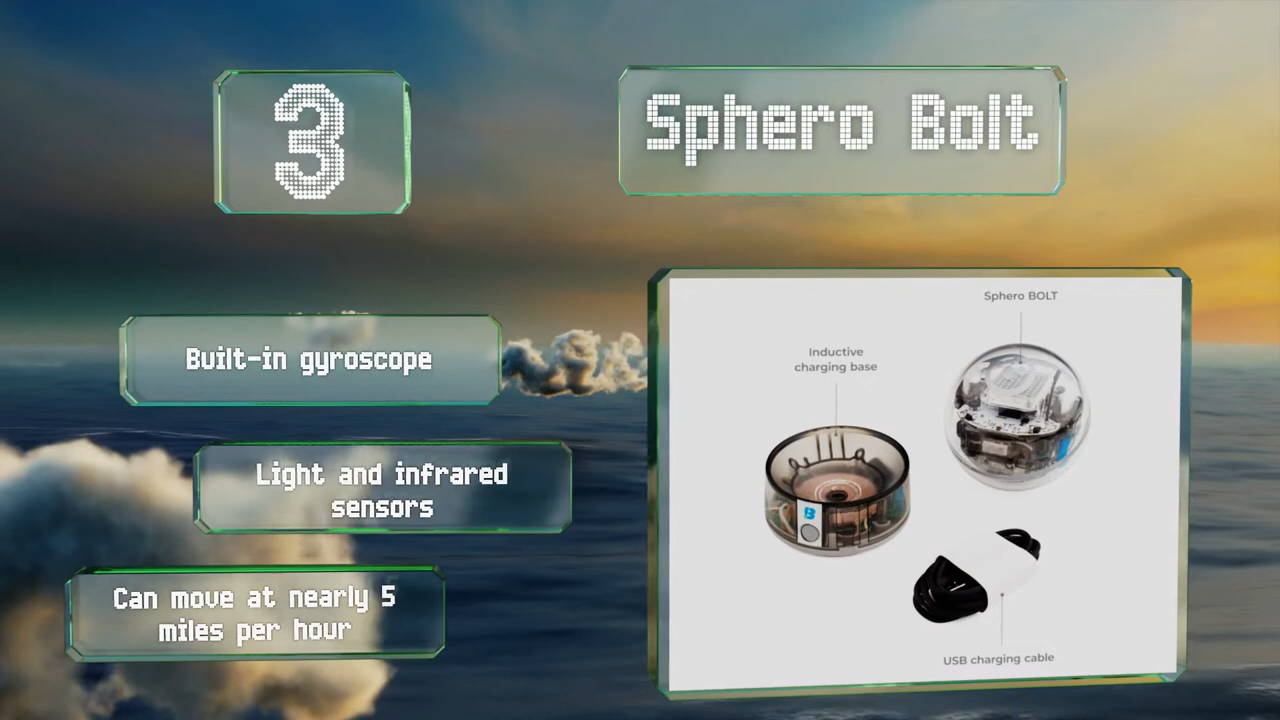 3
Sphero Bolt
Built-in gyroscope
Light and infrared
sensors
Can move at nearly 5
miles per hour
Sphero BOLT
Inductive
charging base
B
USB charging cable